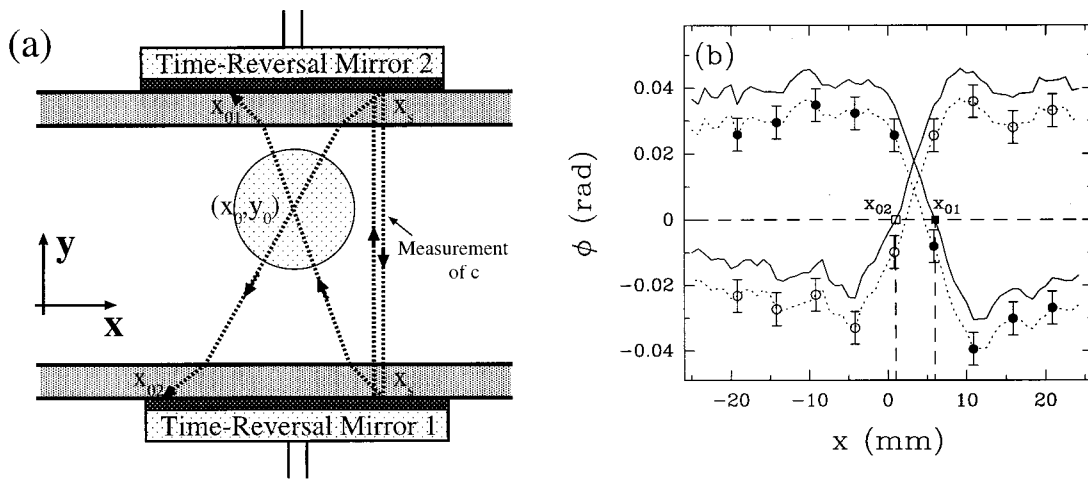 (a)
Time-Reversal Mirror 2
x01
xs
(x0,y0)
Measurement
of c
y
x
x02
xs
Time-Reversal Mirror 1
(b)
0.04
0.02
0
-0.02
-0.04
ϕ (rad)
x02
x01
-20
-10
0
10
20
x (mm)